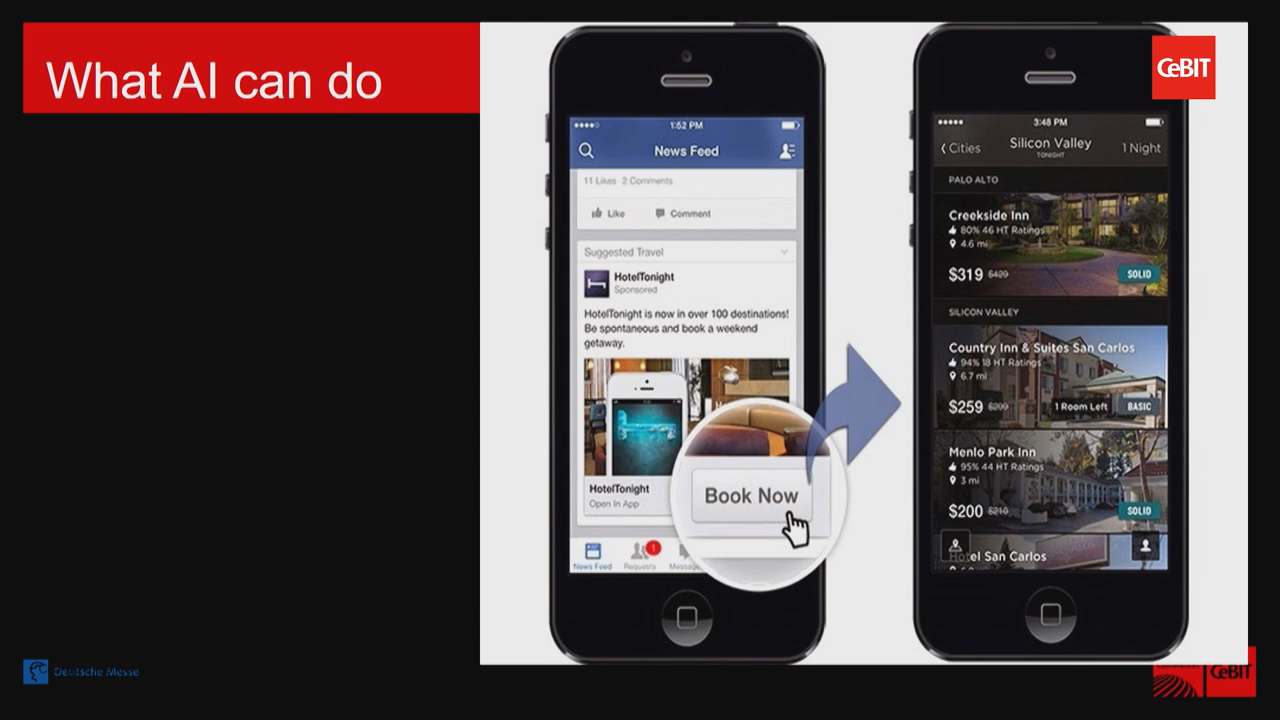 What AI can do
CeBIT
1:52 PM
News Feed
11 Likes 2 Comments
Like Comment
Suggested Travel
HotelTonight
Sponsored
HotelTonight is now in over 100 destinations!
Be spontaneous and book a weekend
getaway.
Book Now
HotelTonight
Open In App
1
News Feed Requests
3:48 PM
Cities Silicon Valley 1 Night
TONIGHT
PALO ALTO
Creekside Inn
80% 46 HT Ratings
4.6 mi
$319 $429 SOLID
SILICON VALLEY
Country Inn & Suites San Carlos
94% 18 HT Ratings
6.7 mi
$259 $299 1 Room Left BASIC
Menlo Park Inn
95% 44 HT Ratings
3 mi
$200 $210 SOLID
Hotel San Carlos
Deutsche Messe
CeBIT